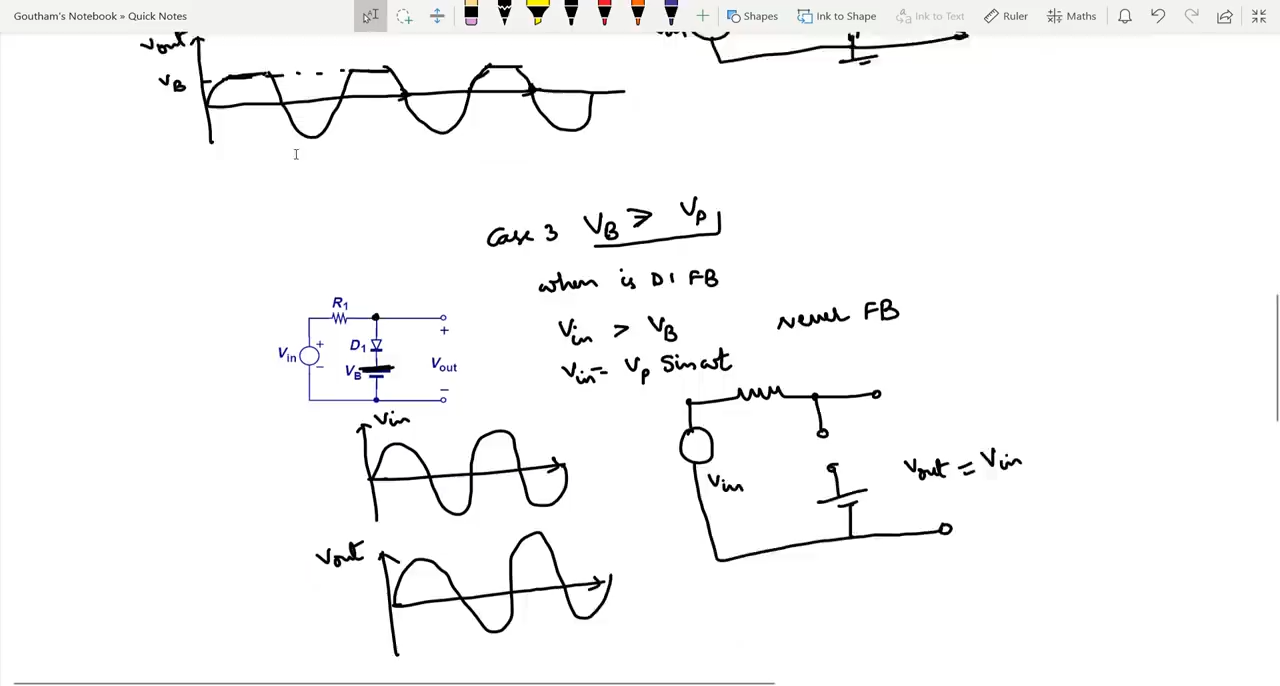 Goutham's Notebook » Quick Notes
Shapes
Ink to Shape
Ink to Text
Ruler
Maths
Vout
VB
Vin
Case 3 VB ≥ Vp
when is D1 FB
Vin > VB
Never FB
Vin = Vp Sinωt
R1
Vin
+
−
D1
VB
+
Vout
−
Vin
Vin
Vout = Vin
Vout